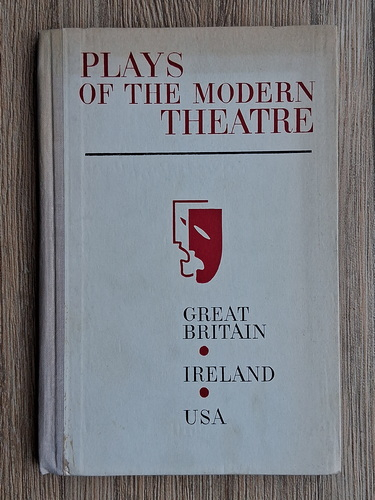 PLAYS
OF THE MODERN
THEATRE
GREAT
BRITAIN
IRELAND
USA